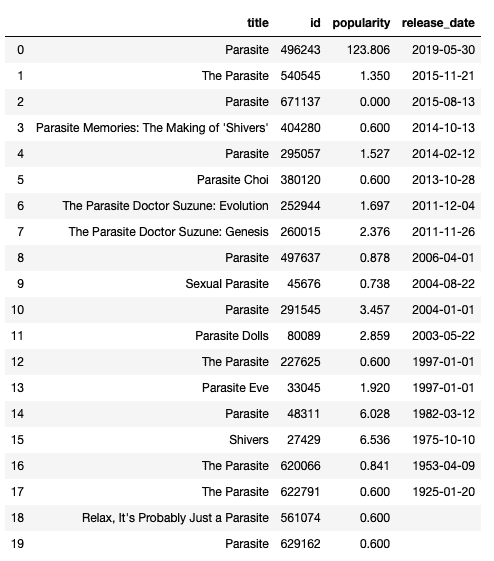 title id popularity release_date
0 Parasite 496243 123.806 2019-05-30
1 The Parasite 540545 1.350 2015-11-21
2 Parasite 671137 0.000 2015-08-13
3 Parasite Memories: The Making of 'Shivers' 404280 0.600 2014-10-13
4 Parasite 295057 1.527 2014-02-12
5 Parasite Choi 380120 0.600 2013-10-28
6 The Parasite Doctor Suzune: Evolution 252944 1.697 2011-12-04
7 The Parasite Doctor Suzune: Genesis 260015 2.376 2011-11-26
8 Parasite 497637 0.878 2006-04-01
9 Sexual Parasite 45676 0.738 2004-08-22
10 Parasite 291545 3.457 2004-01-01
11 Parasite Dolls 80089 2.859 2003-05-22
12 The Parasite 227625 0.600 1997-01-01
13 Parasite Eve 33045 1.920 1997-01-01
14 Parasite 48311 6.028 1982-03-12
15 Shivers 27429 6.536 1975-10-10
16 The Parasite 620066 0.841 1953-04-09
17 The Parasite 622791 0.600 1925-01-20
18 Relax, It's Probably Just a Parasite 561074 0.600
19 Parasite 629162 0.600